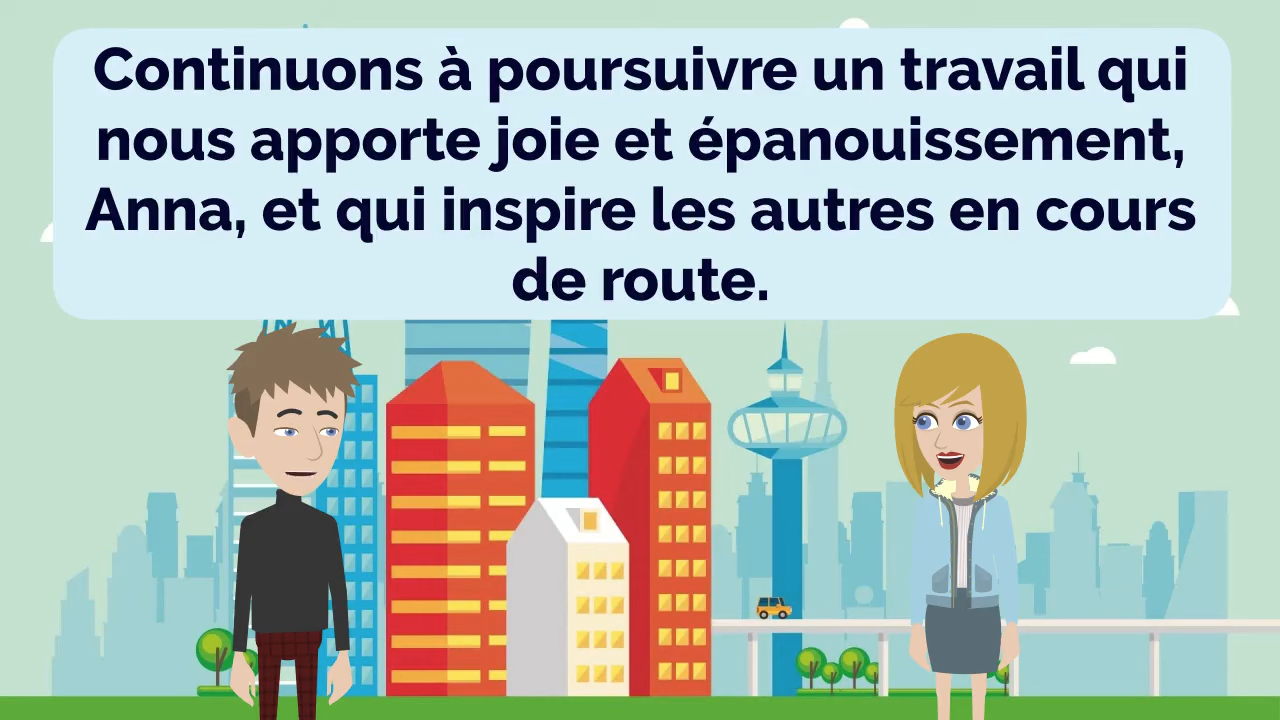 Continuons à poursuivre un travail qui
nous apporte joie et épanouissement,
Anna, et qui inspire les autres en cours
de route.